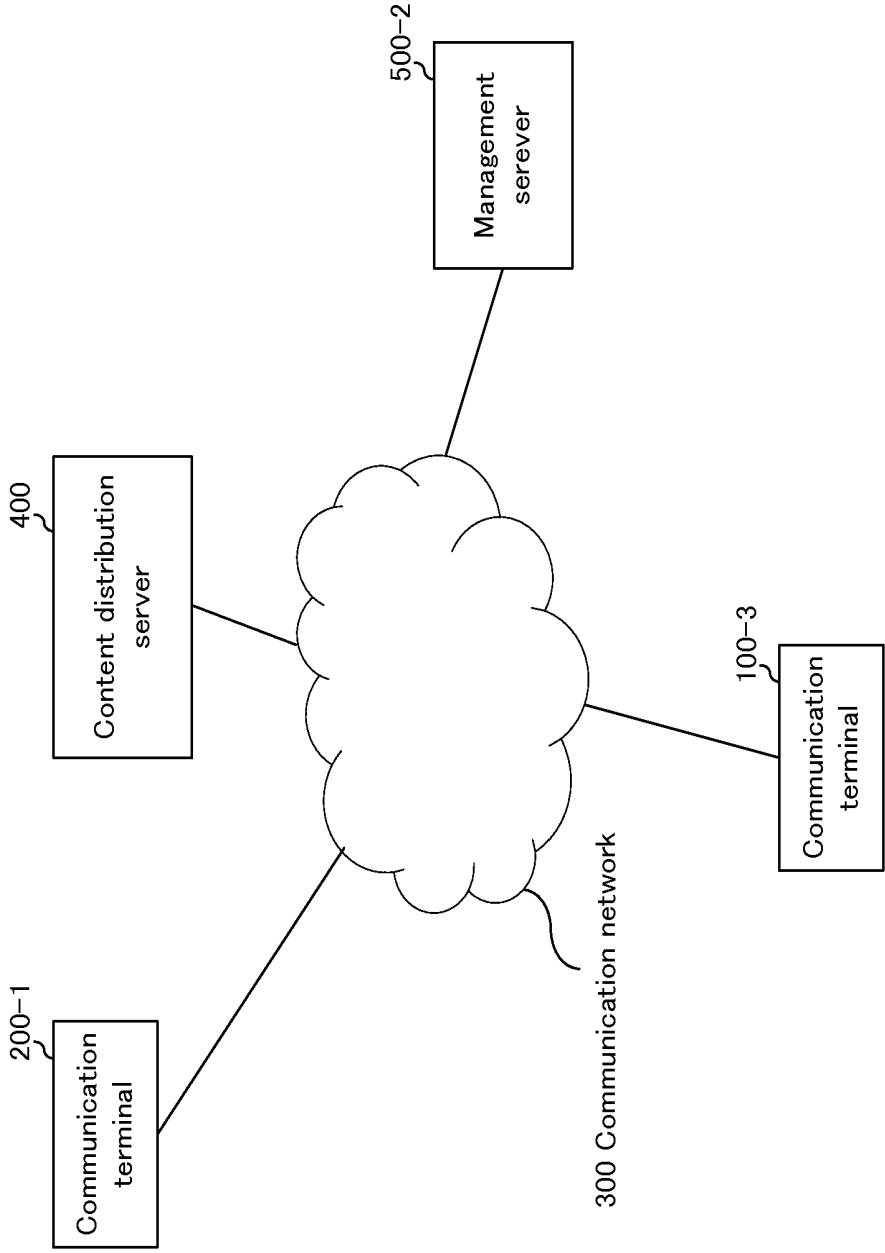 200-1
Communication
terminal
400
Content distribution
server
500-2
Management
serever
300 Communication network
100-3
Communication
terminal